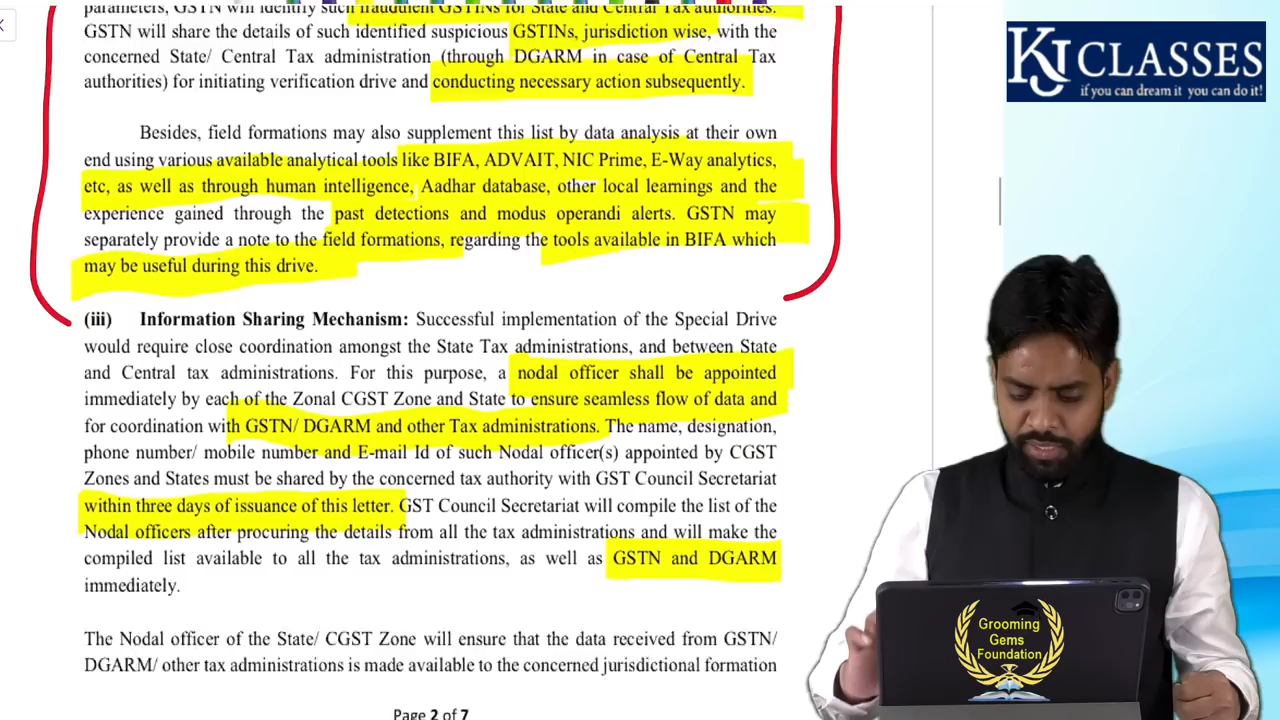 parameters, GSTN will identify such fraudulent GSTINs for State and Central Tax authorities.
GSTN will share the details of such identified suspicious GSTINs, jurisdiction wise, with the
concerned State/ Central Tax administration (through DGARM in case of Central Tax
authorities) for initiating verification drive and conducting necessary action subsequently.
Besides, field formations may also supplement this list by data analysis at their own
end using various available analytical tools like BIFA, ADVAIT, NIC Prime, E-Way analytics,
etc, as well as through human intelligence, Aadhar database, other local learnings and the
experience gained through the past detections and modus operandi alerts. GSTN may
separately provide a note to the field formations, regarding the tools available in BIFA which
may be useful during this drive.
(iii) Information Sharing Mechanism: Successful implementation of the Special Drive
would require close coordination amongst the State Tax administrations, and between State
and Central tax administrations. For this purpose, a nodal officer shall be appointed
immediately by each of the Zonal CGST Zone and State to ensure seamless flow of data and
for coordination with GSTN/ DGARM and other Tax administrations. The name, designation,
phone number/ mobile number and E-mail Id of such Nodal officer(s) appointed by CGST
Zones and States must be shared by the concerned tax authority with GST Council Secretariat
within three days of issuance of this letter. GST Council Secretariat will compile the list of the
Nodal officers after procuring the details from all the tax administrations and will make the
compiled list available to all the tax administrations, as well as GSTN and DGARM
immediately.
The Nodal officer of the State/ CGST Zone will ensure that the data received from GSTN/
DGARM/ other tax administrations is made available to the concerned jurisdictional formation
Page 2 of 7
KJ CLASSES
if you can dream it you can do it!
Grooming
Gems
Foundation